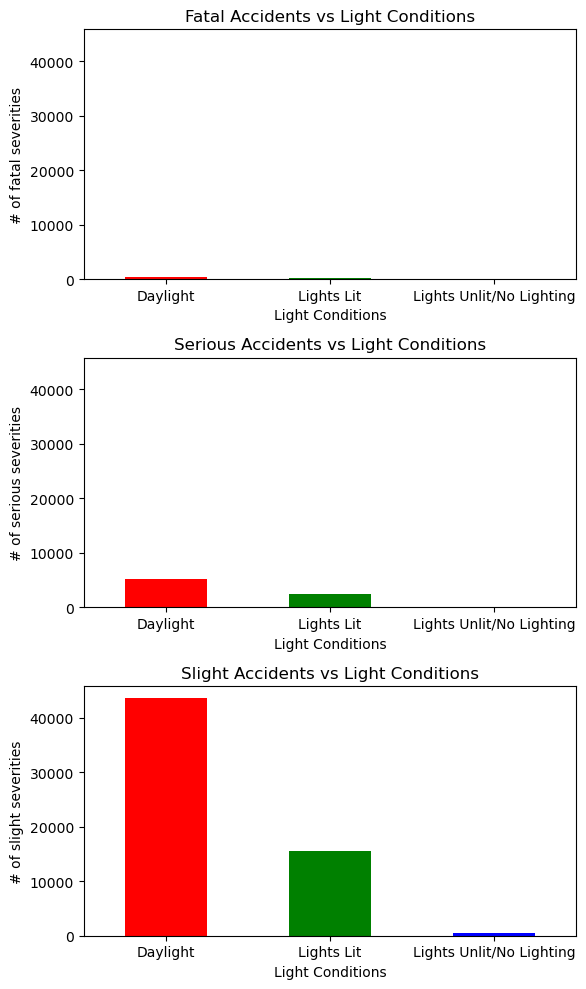 Fatal Accidents vs Light Conditions
# of fatal severities
40000
30000
20000
10000
0
Daylight Lights Lit Lights Unlit/No Lighting
Light Conditions
Serious Accidents vs Light Conditions
# of serious severities
40000
30000
20000
10000
0
Daylight Lights Lit Lights Unlit/No Lighting
Light Conditions
Slight Accidents vs Light Conditions
# of slight severities
40000
30000
20000
10000
0
Daylight Lights Lit Lights Unlit/No Lighting
Light Conditions